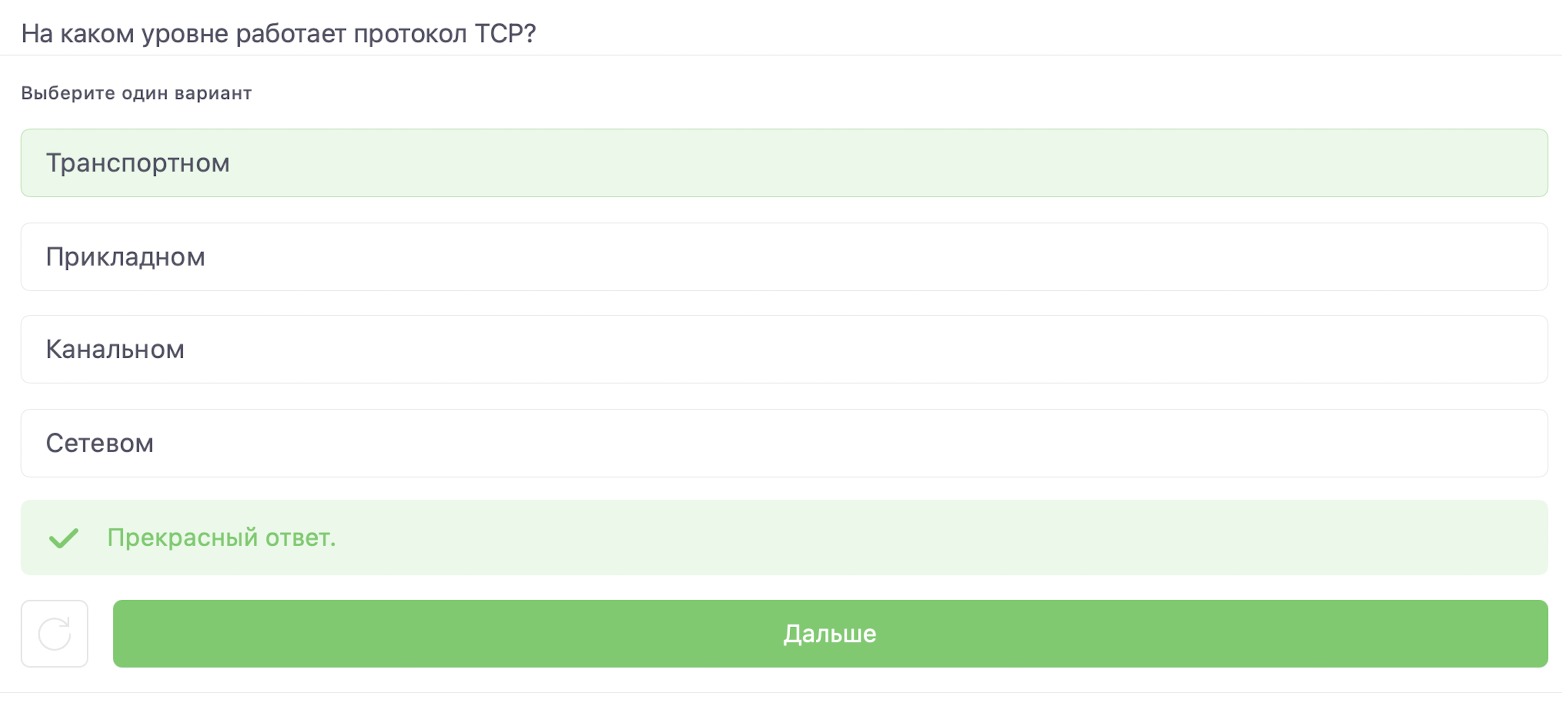 На каком уровне работает протокол TCP?
Выберите один вариант
Транспортном
Прикладном
Канальном
Сетевом
Прекрасный ответ.
Дальше